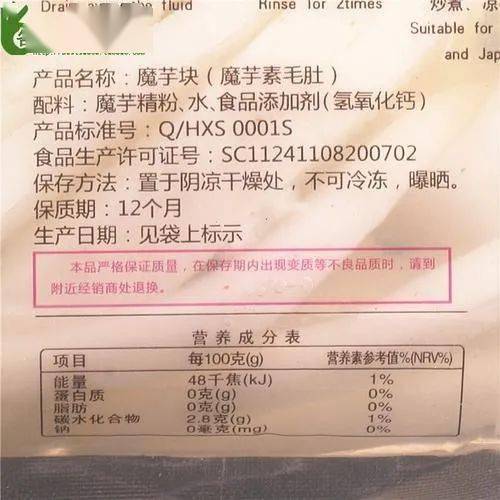 the fluid
Rinse for 2times
炒煮、凉
Suitable for
and Jap
产品名称：魔芋块（魔芋素毛肚）
配料：魔芋精粉、水、食品添加剂（氢氧化钙）
产品标准号：Q/HXS 0001S
食品生产许可证号：SC11241108200702
保存方法：置于阴凉干燥处，不可冷冻，曝晒。
保质期：12个月
生产日期：见袋上标示
本品严格保证质量，在保存期内出现变质等不良品质时，请到
附近经销商处退换。
营养成分表
项目 每100克(g) 营养素参考值%(NRV%)
能量 48千焦(kJ) 1%
蛋白质 0克(g) 0%
脂肪 0克(g) 0%
碳水化合物 2.8克(g) 1%
钠 0毫克(mg) 0%